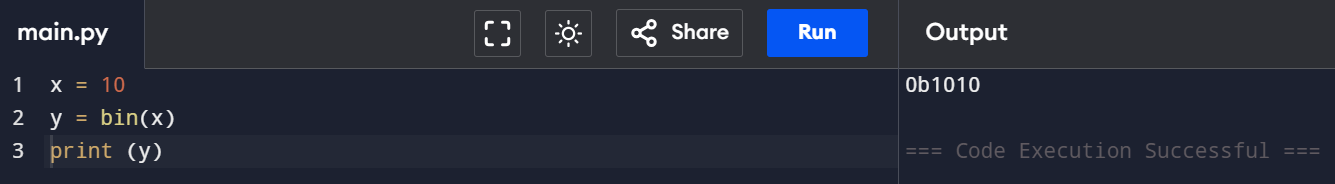 main.py Share Run Output
1 x = 10
2 y = bin(x)
3 print (y)
0b1010
=== Code Execution Successful ===